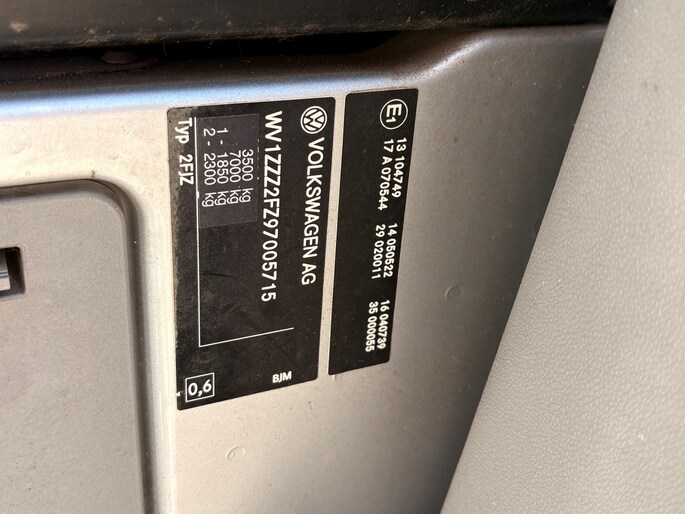 VOLKSWAGEN AG
WV1ZZZ2FZ97005715
3500 kg
7000 kg
1 - 1850 kg
2 - 2300 kg
Typ 2FJZ
0,6
BJM
E1
13 104749 14 050522 16 040739
17 A 070544 29 020011 35 000055